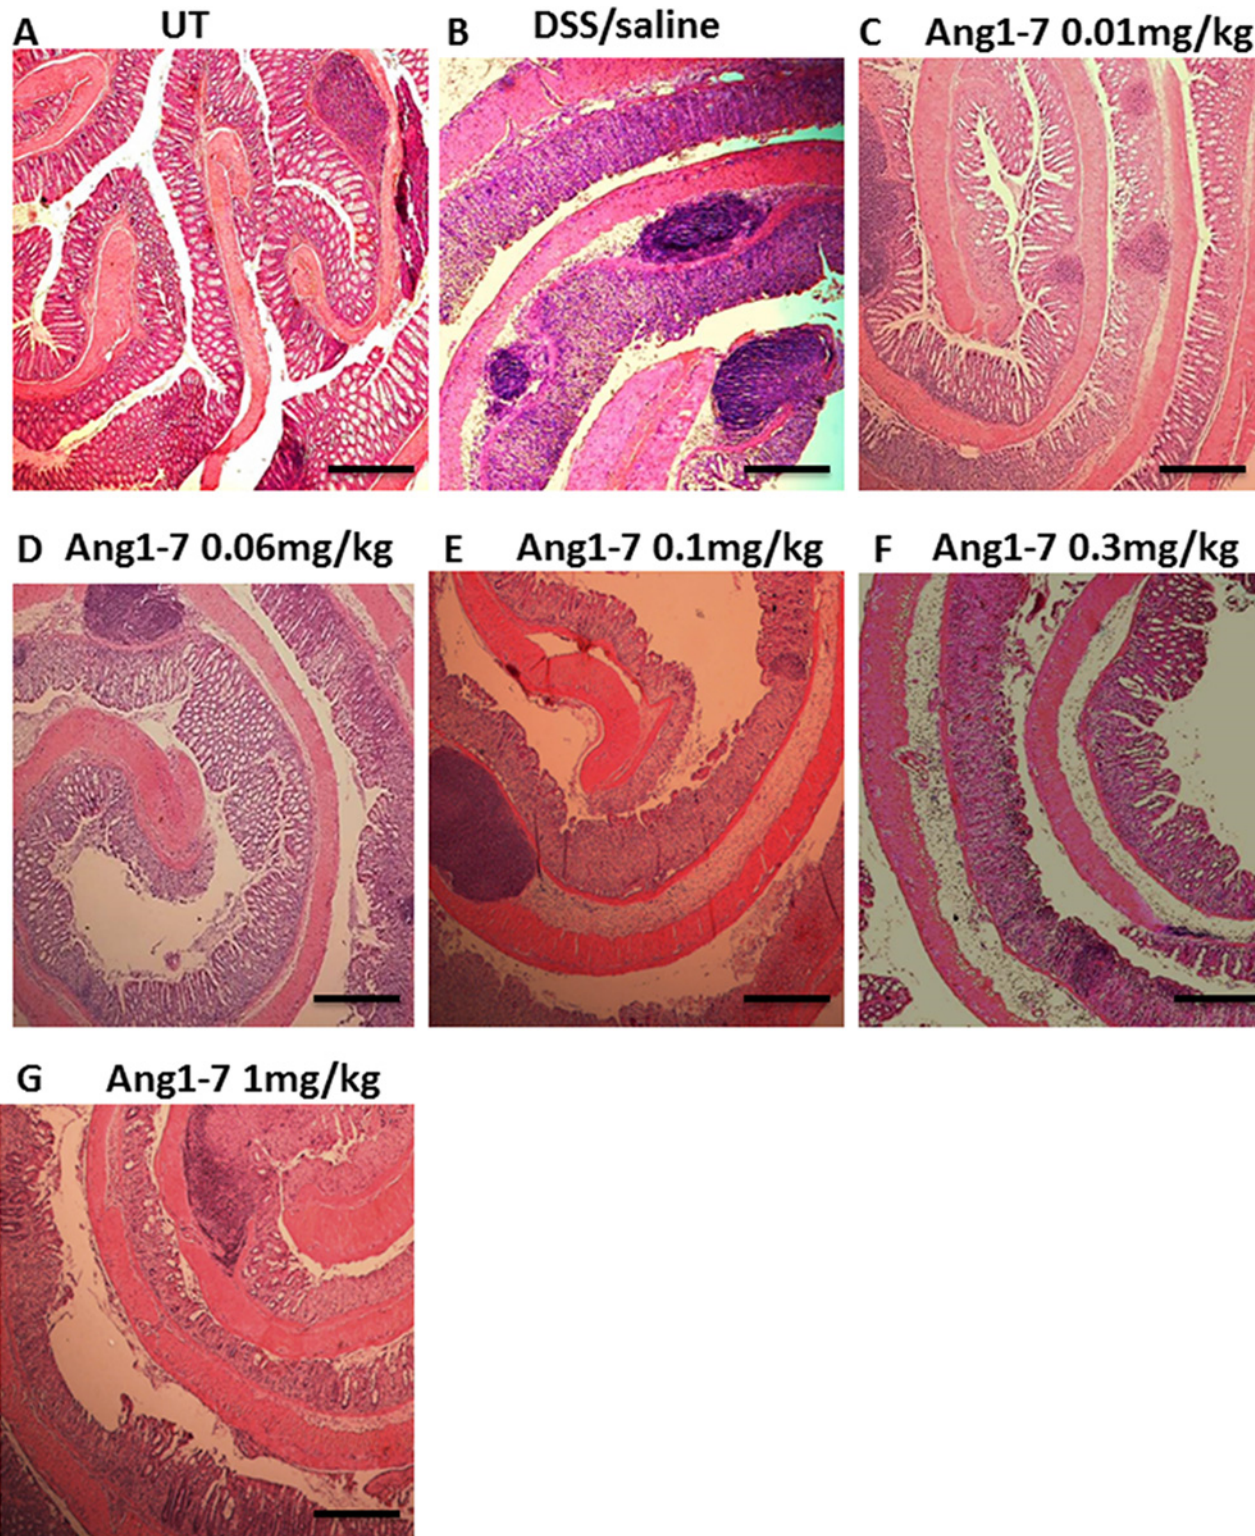 A UT
B DSS/saline
C Ang1-7 0.01mg/kg
D Ang1-7 0.06mg/kg
E Ang1-7 0.1mg/kg
F Ang1-7 0.3mg/kg
G Ang1-7 1mg/kg